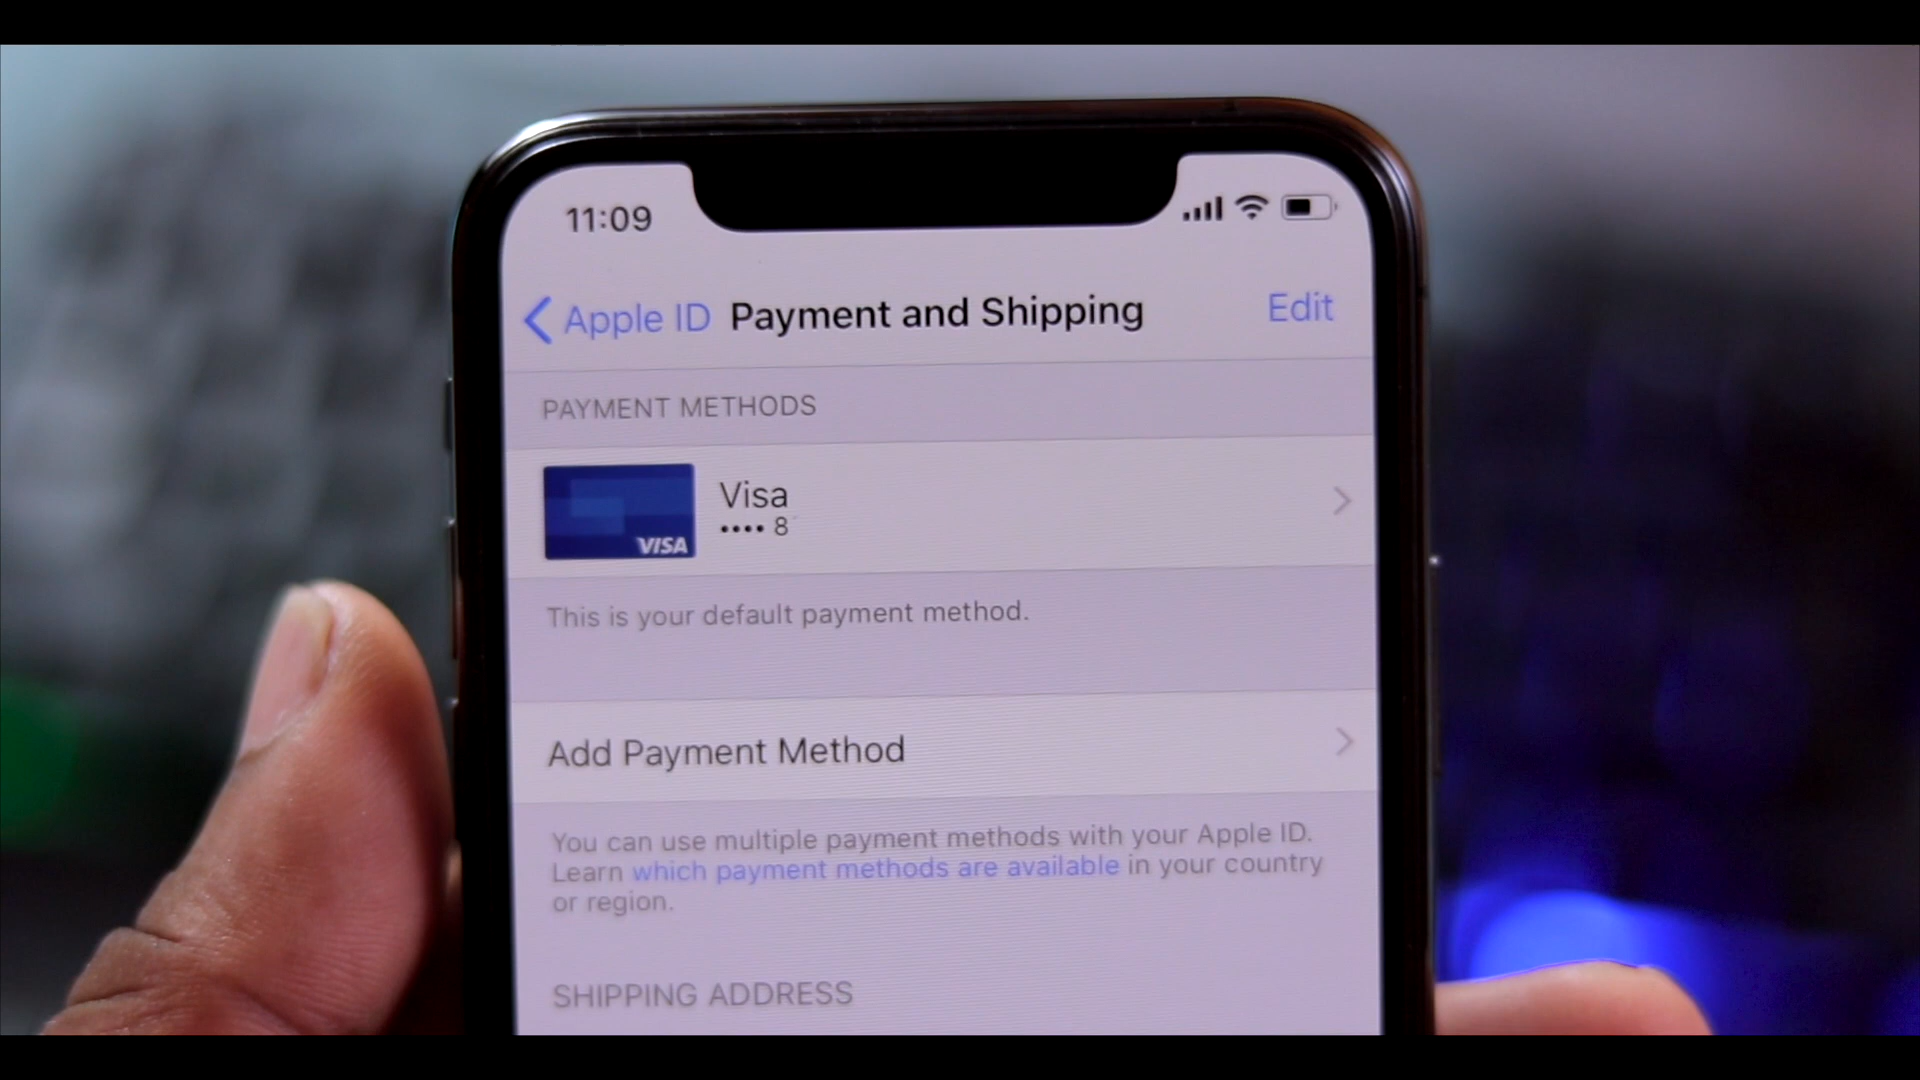 11:09
Apple ID Payment and Shipping Edit
PAYMENT METHODS
Visa
VISA
•••• 8
This is your default payment method.
Add Payment Method
You can use multiple payment methods with your Apple ID.
Learn which payment methods are available in your country
or region.
SHIPPING ADDRESS